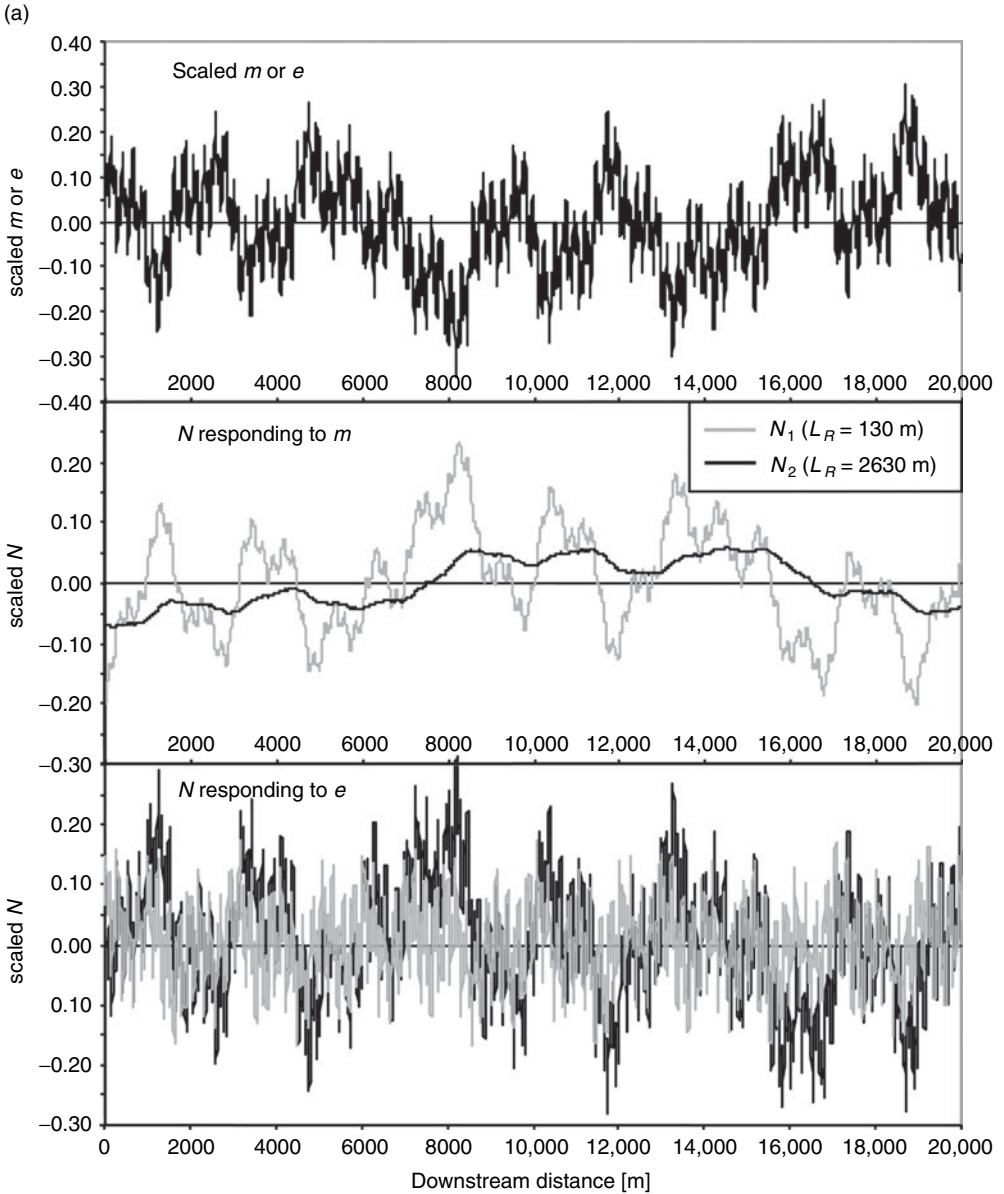 (a)
Scaled m or e
scaled m or e
0.40
0.30
0.20
0.10
0.00
−0.10
−0.20
−0.30
−0.40
2000 4000 6000 8000 10,000 12,000 14,000 16,000 18,000 20,000
N responding to m
N₁ (L_R = 130 m)
N₂ (L_R = 2630 m)
scaled N
0.20
0.10
0.00
−0.10
−0.20
−0.30
2000 4000 6000 8000 10,000 12,000 14,000 16,000 18,000 20,000
N responding to e
scaled N
0.20
0.10
0.00
0.10
−0.20
−0.30
0 2000 4000 6000 8000 10,000 12,000 14,000 16,000 18,000 20,000
Downstream distance [m]